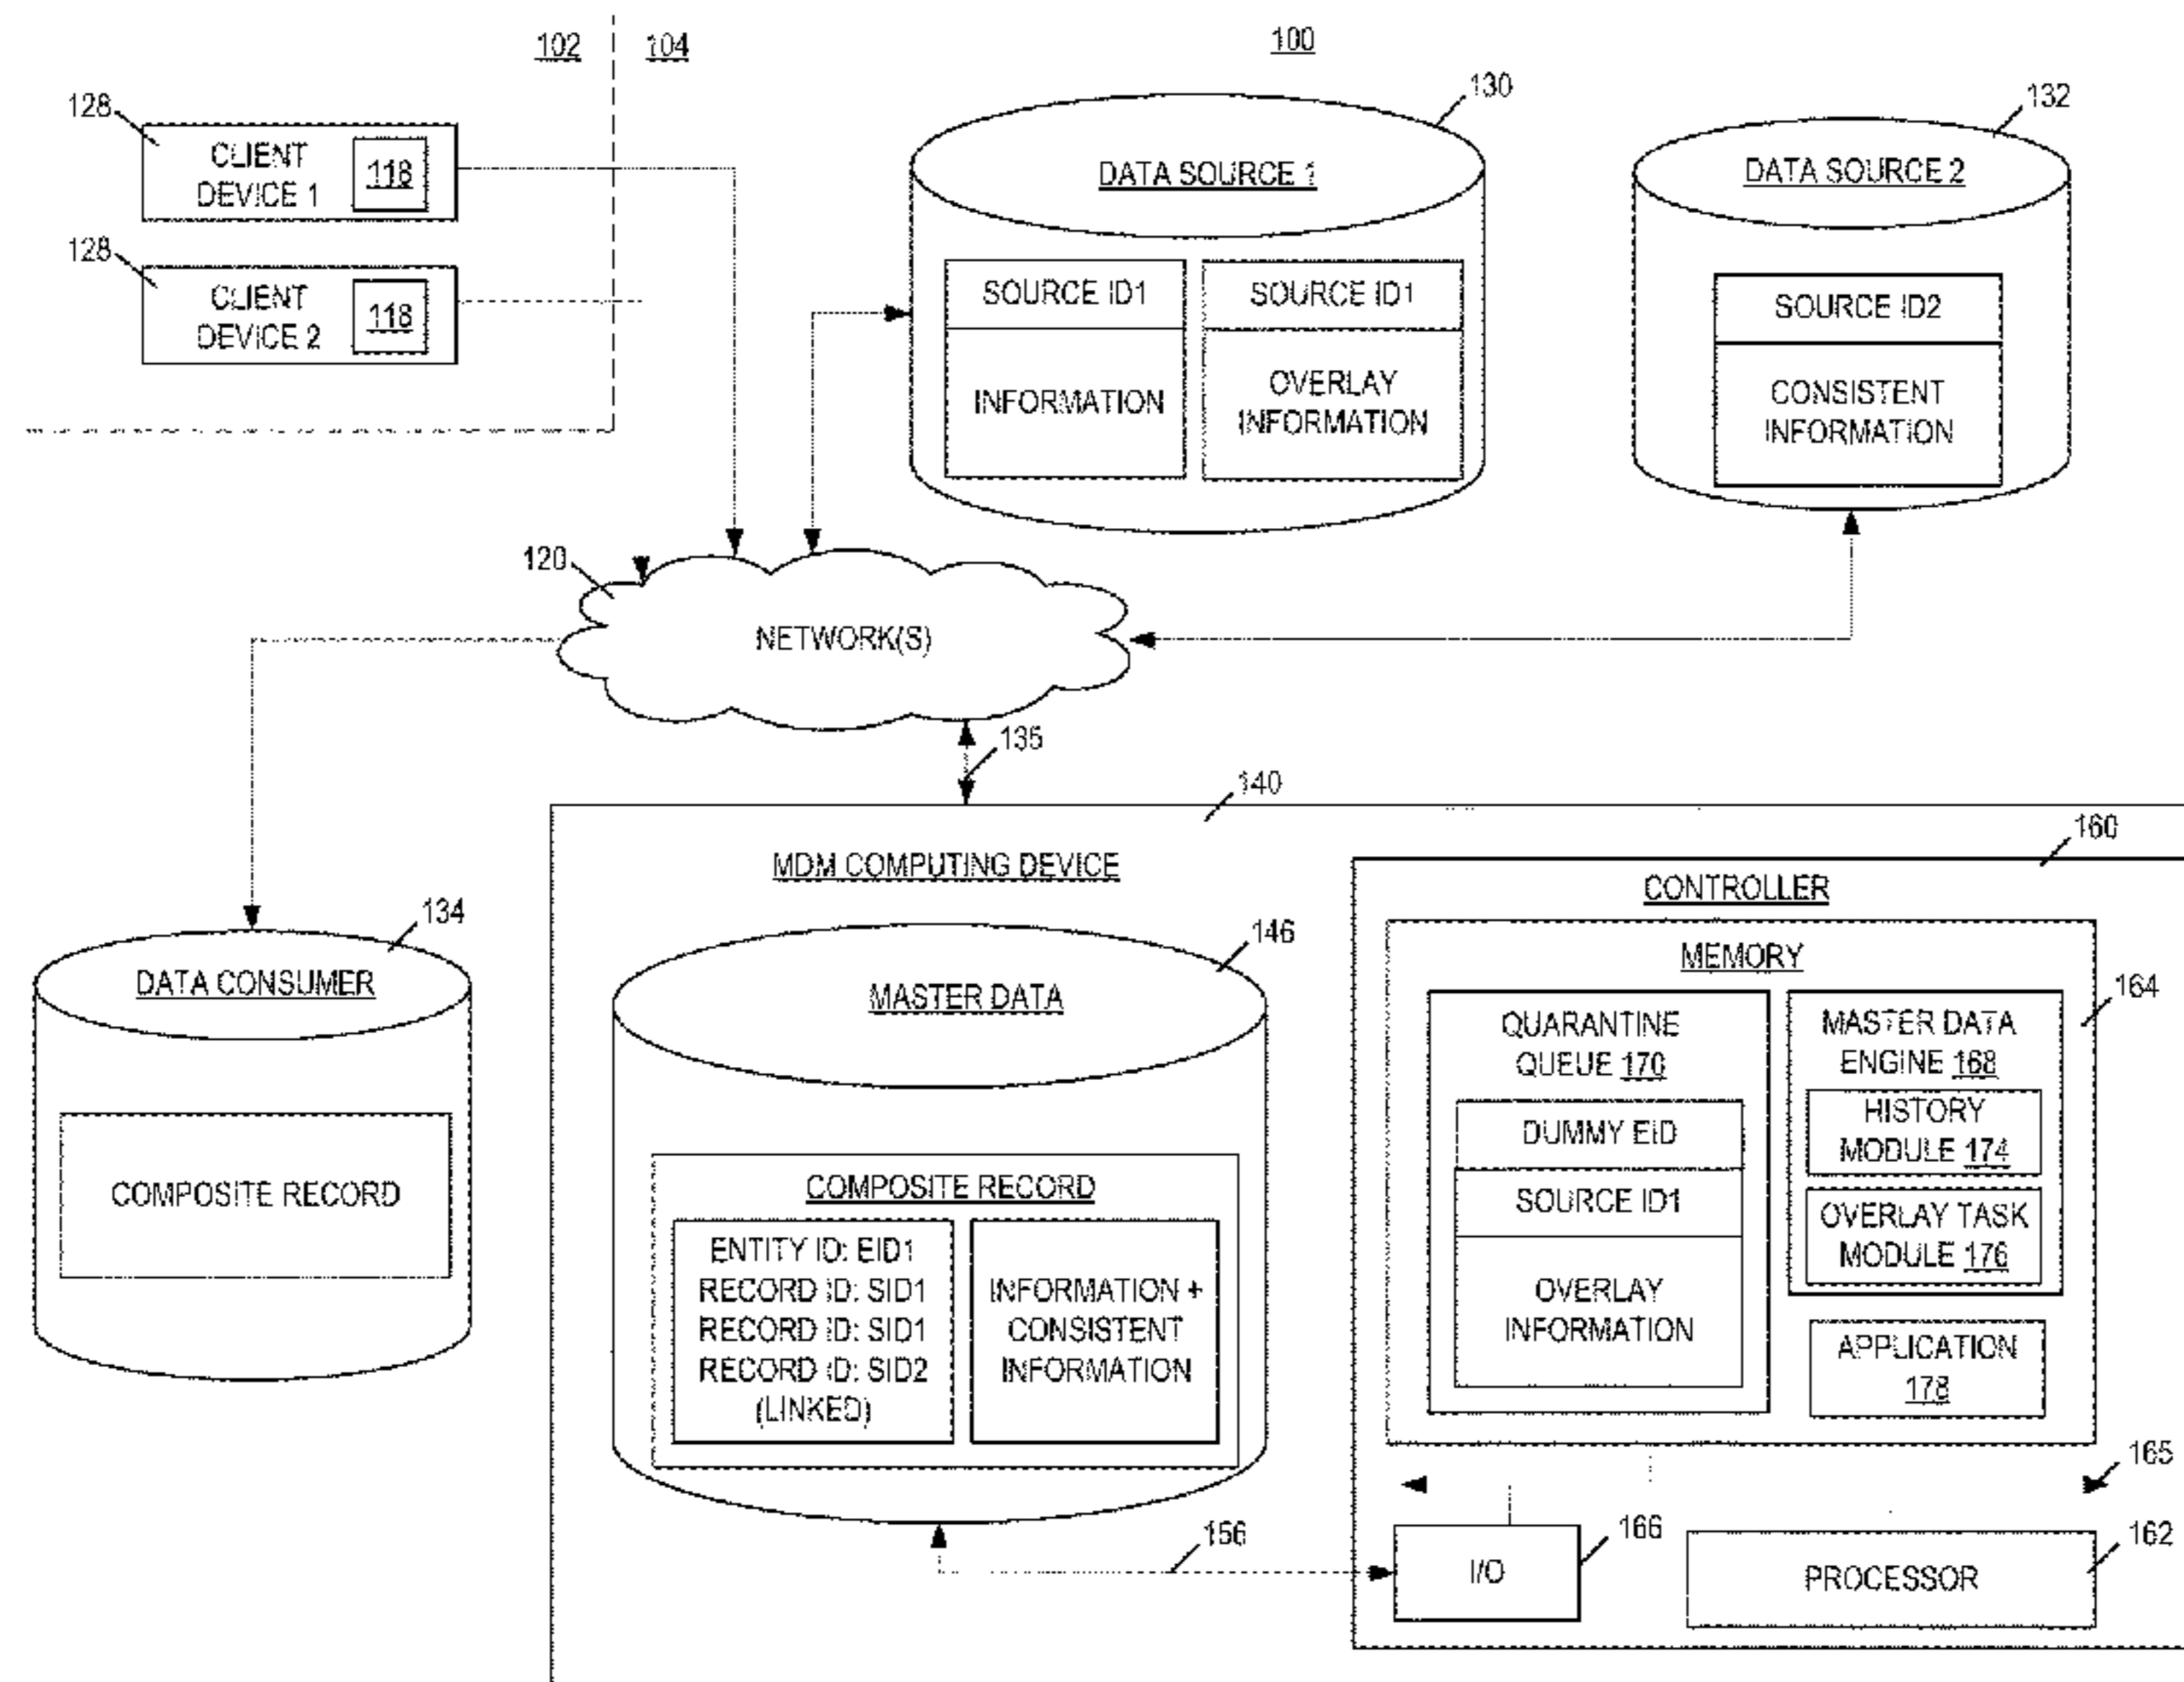 102
104
100
128
CLIENT
DEVICE 1
118
128
CLIENT
DEVICE 2
118
130
DATA SOURCE 1
SOURCE ID1
INFORMATION
SOURCE ID1
OVERLAY
INFORMATION
132
DATA SOURCE 2
SOURCE ID2
CONSISTENT
INFORMATION
120
NETWORK(S)
135
140
MDM COMPUTING DEVICE
134
DATA CONSUMER
COMPOSITE RECORD
146
MASTER DATA
COMPOSITE RECORD
ENTITY ID: EID1
RECORD ID: SID1
RECORD ID: SID1
RECORD ID: SID2
(LINKED)
INFORMATION +
CONSISTENT
INFORMATION
156
160
CONTROLLER
MEMORY
164
QUARANTINE
QUEUE 170
DUMMY EID
SOURCE ID1
OVERLAY
INFORMATION
MASTER DATA
ENGINE 168
HISTORY
MODULE 174
OVERLAY TASK
MODULE 176
APPLICATION
178
165
I/O
166
PROCESSOR
162